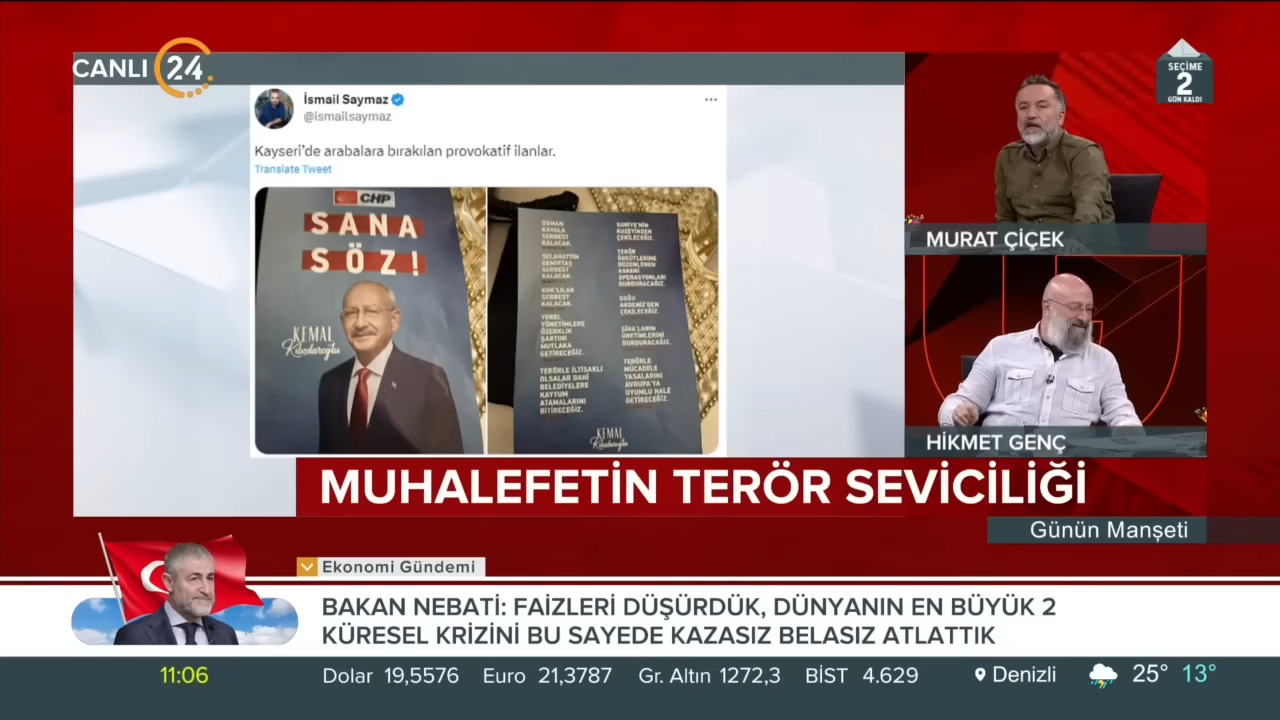 CANLI 24
SEÇİME
2
GÜN KALDI
İsmail Saymaz
@ismailsaymaz
Kayseri'de arabalara bırakılan provokatif ilanlar.
Translate Tweet
CHP
SANA
SÖZ!
KEMAL
Kılıçdaroğlu
OSMAN
KAVALA
SERBEST
KALACAK.
SELAHATTİN
DEMİRTAŞ
SERBEST
KALACAK.
KHK'LILAR
SERBEST
KALACAK.
YEREL
YÖNETİMLERE
ÖZERKLİK
ŞARTINI
MUTLAKA
GETİRECEĞİZ.
TERÖRLE İLTİSAKLI
OLSALAR DAHİ
BELEDİYELERE
KAYYUM
ATAMALARINI
BİTİRECEĞİZ.
SURİYE'NİN
KUZEYİNDEN
ÇEKİLECEĞİZ.
TERÖR
ÖRGÜTLERİNE
DÜZENLENEN
ASKERİ
OPERASYONLARI
DURDURACAĞIZ.
DOĞU
AKDENİZ'DEN
ÇEKİLECEĞİZ.
SİHA'LARIN
ÜRETİMLERİNİ
DURDURACAĞIZ.
TERÖRLE
MÜCADELE
YASALARINI
AVRUPA'YA
UYUMLU HALE
GETİRECEĞİZ.
KEMAL
Kılıçdaroğlu
MURAT ÇİÇEK
HİKMET GENÇ
MUHALEFETİN TERÖR SEVİCİLİĞİ
Günün Manşeti
Ekonomi Gündemi
BAKAN NEBATİ: FAİZLERİ DÜŞÜRDÜK, DÜNYANIN EN BÜYÜK 2
KÜRESEL KRİZİNİ BU SAYEDE KAZASIZ BELASIZ ATLATTIK
11:06 Dolar 19,5576 Euro 21,3787 Gr. Altın 1272,3 BİST 4.629 Denizli 25° 13°